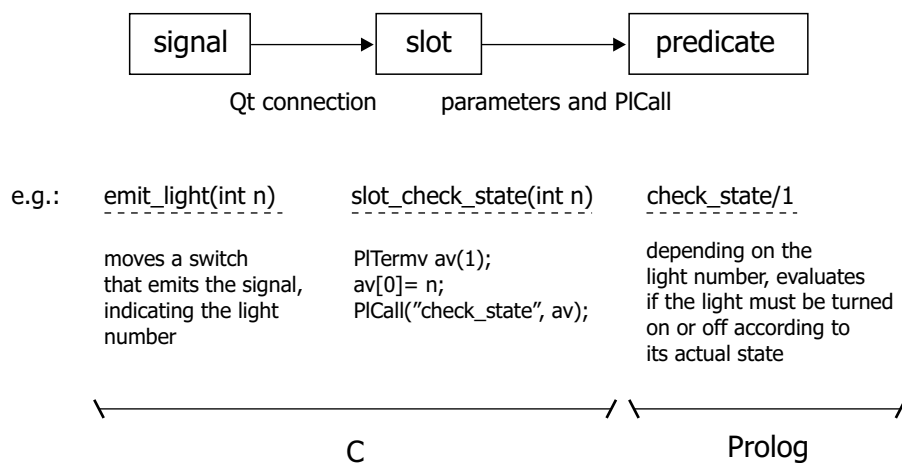 signal slot predicate
Qt connection parameters and PlCall
e.g.: emit_light(int n) slot_check_state(int n) check_state/1
moves a switch
that emits the signal,
indicating the light
number
PlTermv av(1);
av[0]= n;
PlCall(”check_state”, av);
depending on the
light number, evaluates
if the light must be turned
on or off according to
its actual state
C Prolog